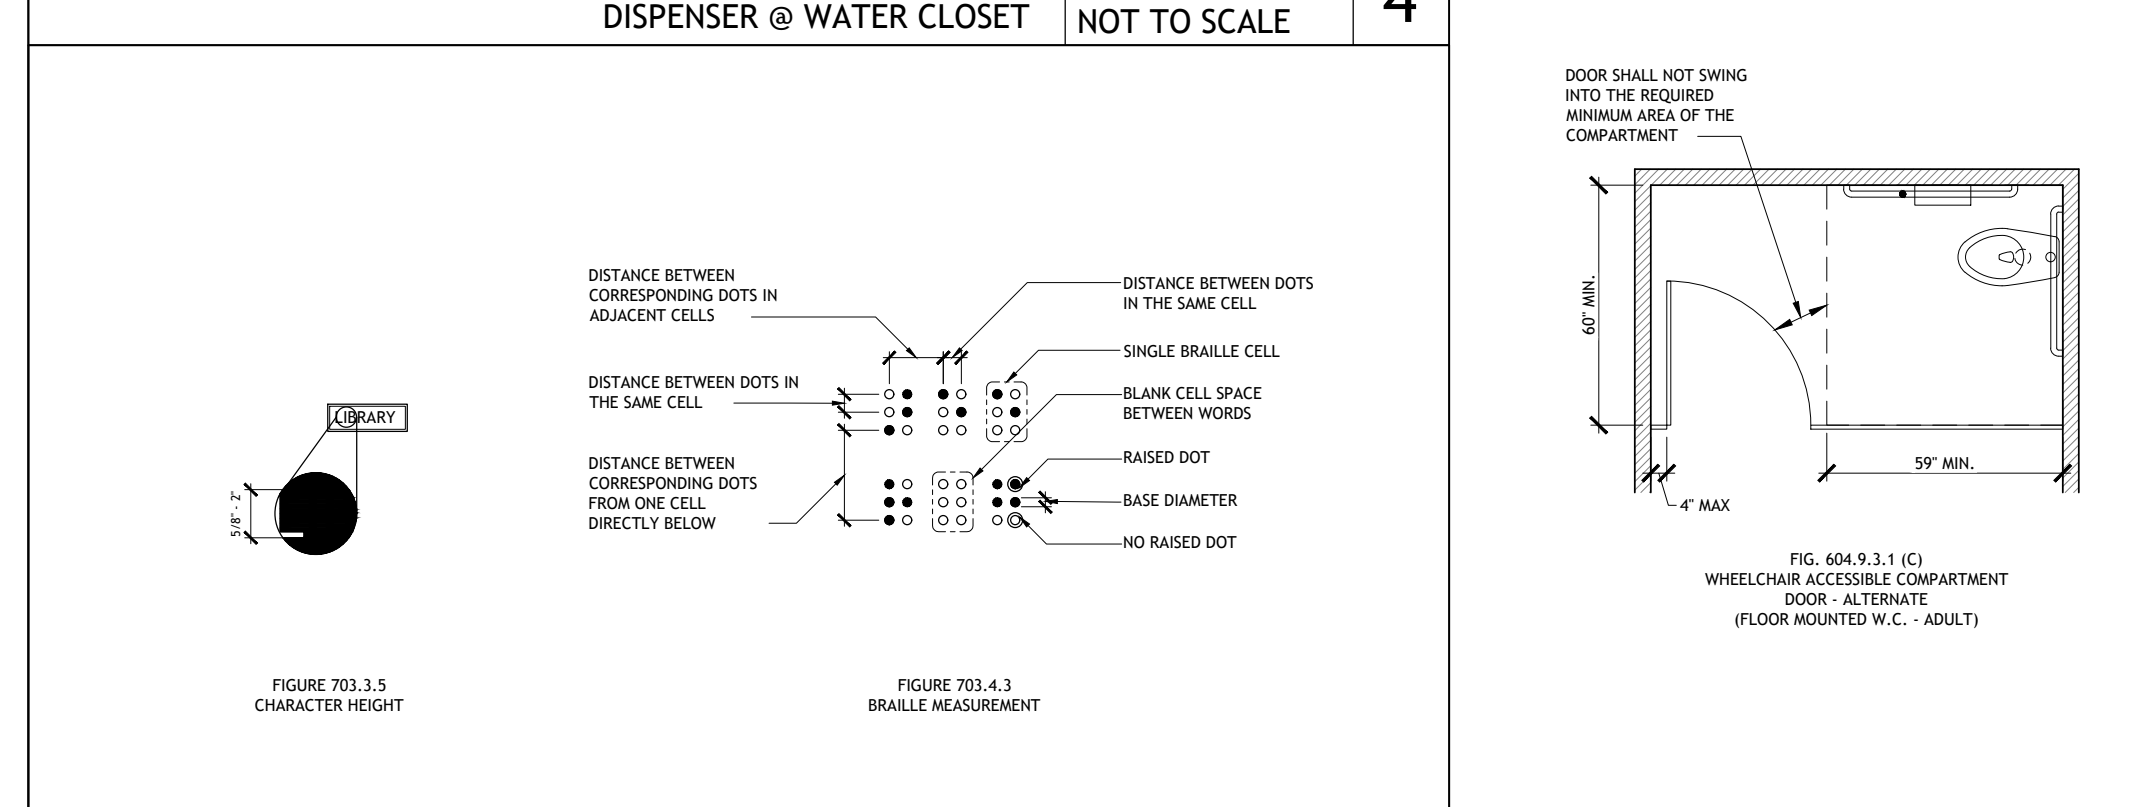 DISPENSER @ WATER CLOSET
NOT TO SCALE
4
DISTANCE BETWEEN
CORRESPONDING DOTS IN
ADJACENT CELLS
DISTANCE BETWEEN DOTS
IN THE SAME CELL
SINGLE BRAILLE CELL
DISTANCE BETWEEN DOTS IN
THE SAME CELL
BLANK CELL SPACE
BETWEEN WORDS
LIBRARY
DISTANCE BETWEEN
CORRESPONDING DOTS
FROM ONE CELL
DIRECTLY BELOW
RAISED DOT
BASE DIAMETER
NO RAISED DOT
5/8" - 2"
FIGURE 703.3.5
CHARACTER HEIGHT
FIGURE 703.4.3
BRAILLE MEASUREMENT
DOOR SHALL NOT SWING
INTO THE REQUIRED
MINIMUM AREA OF THE
COMPARTMENT
60" MIN.
59" MIN.
4" MAX
FIG. 604.9.3.1 (C)
WHEELCHAIR ACCESSIBLE COMPARTMENT
DOOR - ALTERNATE
(FLOOR MOUNTED W.C. - ADULT)